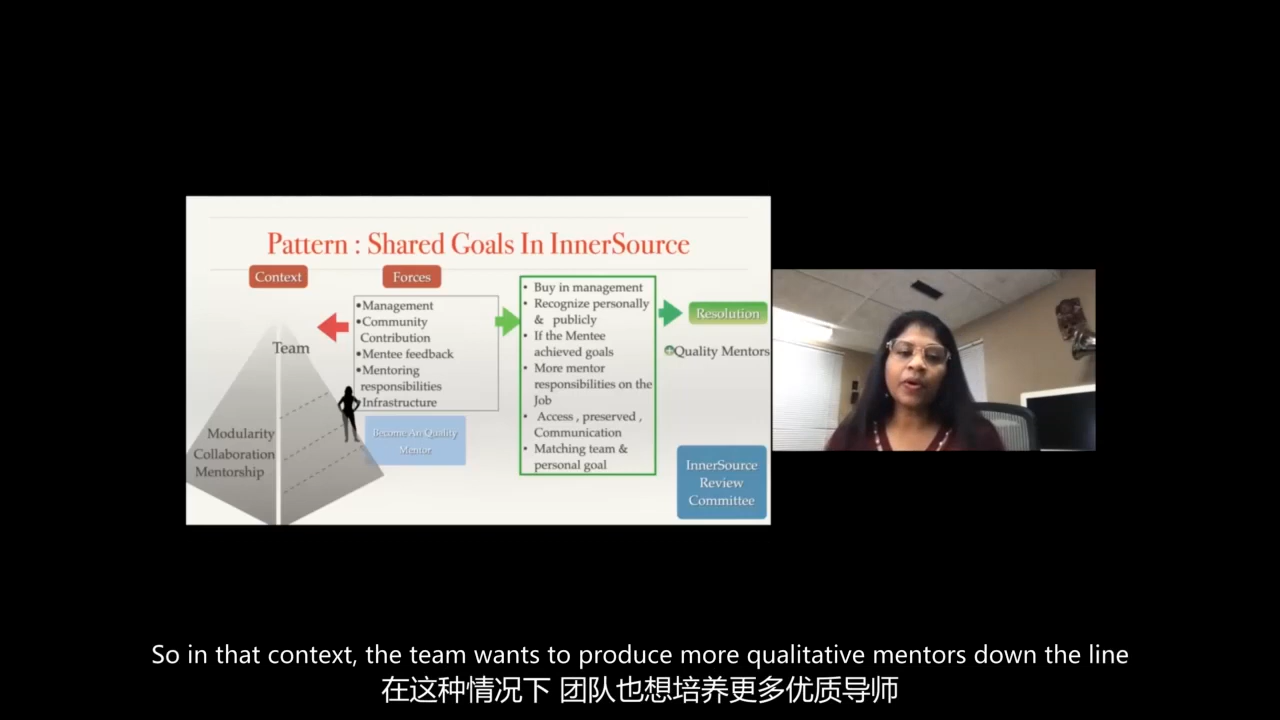 Pattern : Shared Goals In InnerSource
Context
Forces
Team
Modularity
Collaboration
Mentorship
•Management
•Community
Contribution
•Mentee feedback
•Mentoring
responsibilities
•Infrastructure
Become An Quality
Mentor
• Buy in management
• Recognize personally
& publicly
• If the Mentee
achieved goals
• More mentor
responsibilities on the
Job
• Access , preserved ,
Communication
• Matching team &
personal goal
Resolution
Quality Mentors
InnerSource
Review
Committee
So in that context, the team wants to produce more qualitative mentors down the line
在这种情况下 团队也想培养更多优质导师